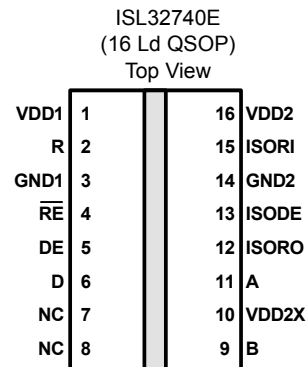 ISL32740E
(16 Ld QSOP)
Top View
VDD1 1 16 VDD2
R 2 15 ISORI
GND1 3 14 GND2
R̅E̅ 4 13 ISODE
DE 5 12 ISORO
D 6 11 A
NC 7 10 VDD2X
NC 8 9 B